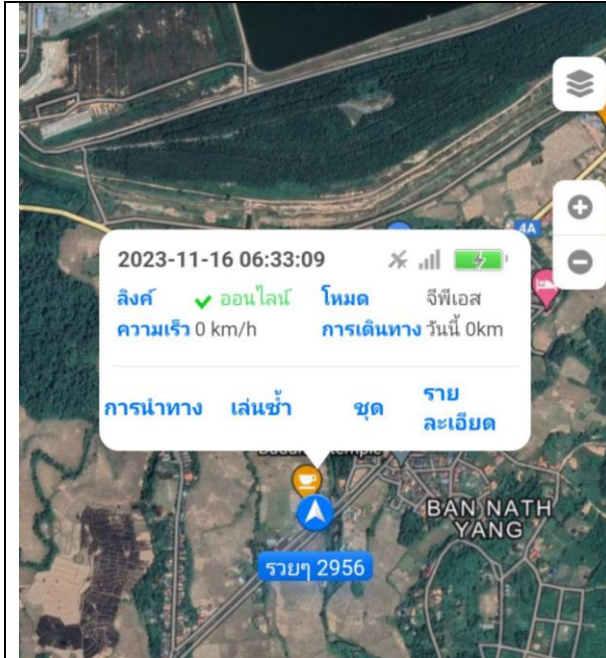 4A
2023-11-16 06:33:09
ลิงค์ ออนไลน์ โหมด จีพีเอส
ความเร็ว 0 km/h การเดินทาง วันนี้ 0km
การนำทาง เล่นซ้ำ ชุด ราย
ละเอียด
BAN NATH
YANG
รวยๆ 2956